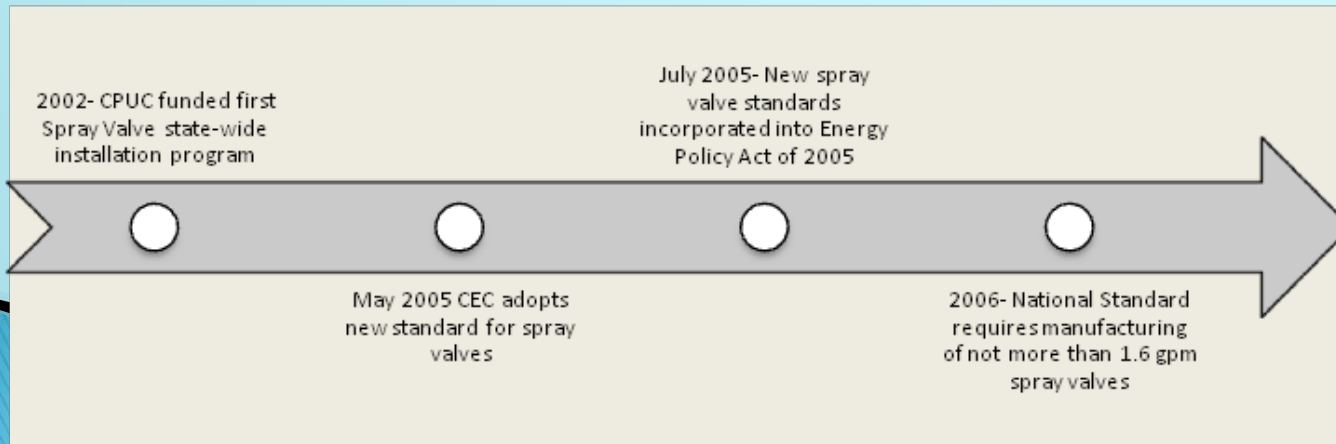 2002- CPUC funded first
Spray Valve state-wide
installation program
May 2005 CEC adopts
new standard for spray
valves
July 2005- New spray
valve standards
incorporated into Energy
Policy Act of 2005
2006- National Standard
requires manufacturing
of not more than 1.6 gpm
spray valves